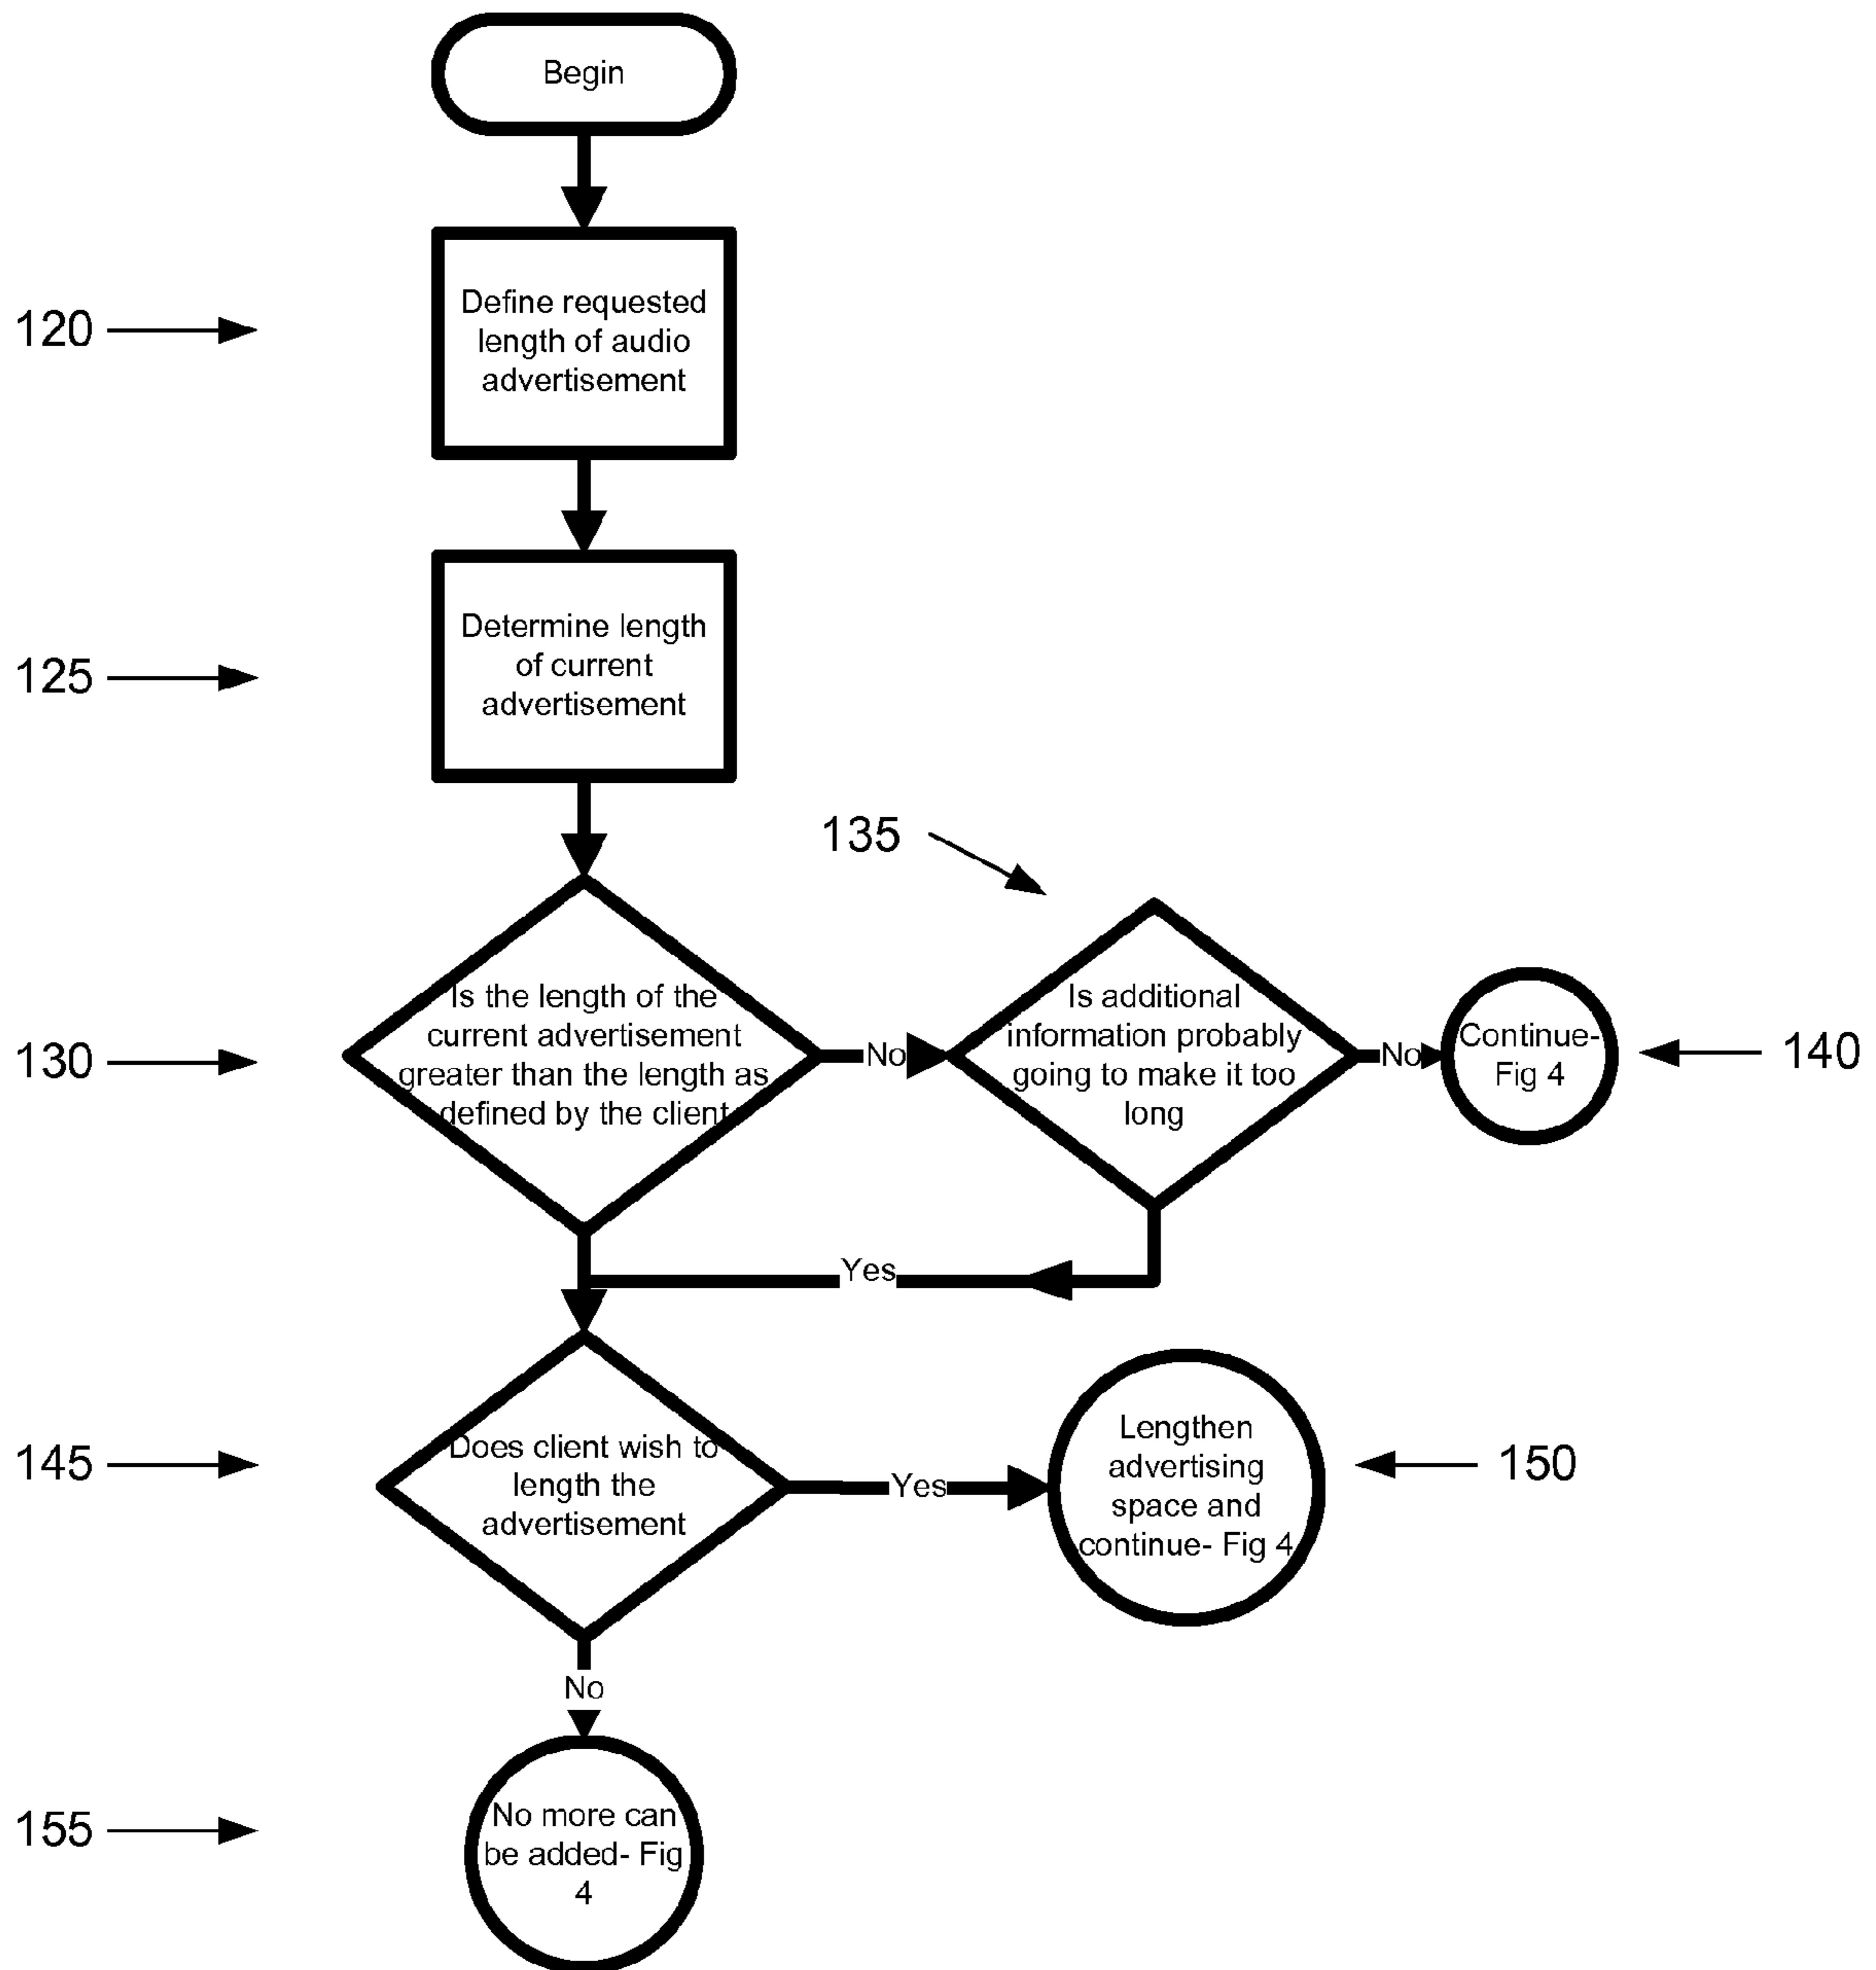 Begin
120
Define requested
length of audio
advertisement
125
Determine length
of current
advertisement
135
130
Is the length of the
current advertisement
greater than the length as
defined by the client
No
Is additional
information probably
going to make it too
long
No
Continue-
Fig 4
140
Yes
145
Does client wish to
length the
advertisement
Yes
Lengthen
advertising
space and
continue- Fig 4
150
No
155
No more can
be added- Fig
4